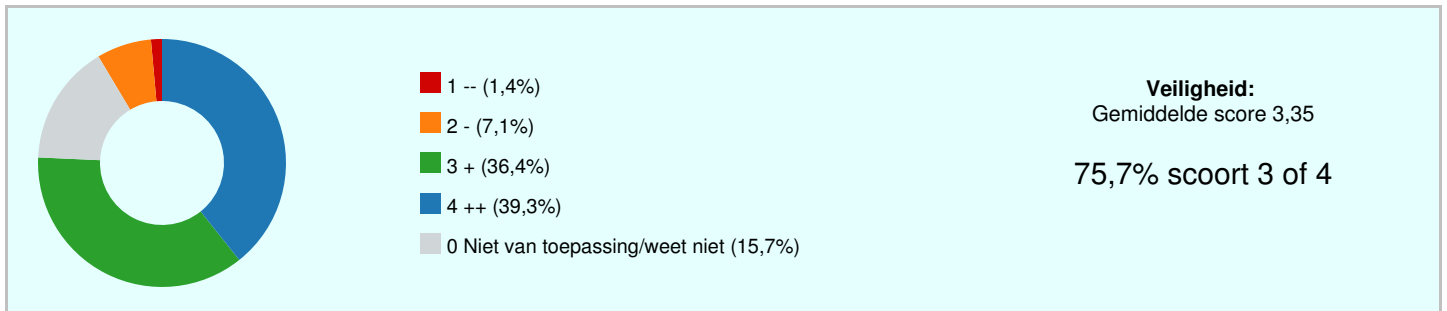 1 -- (1,4%)
2 - (7,1%)
3 + (36,4%)
4 ++ (39,3%)
0 Niet van toepassing/weet niet (15,7%)
Veiligheid:
Gemiddelde score 3,35
75,7% scoort 3 of 4